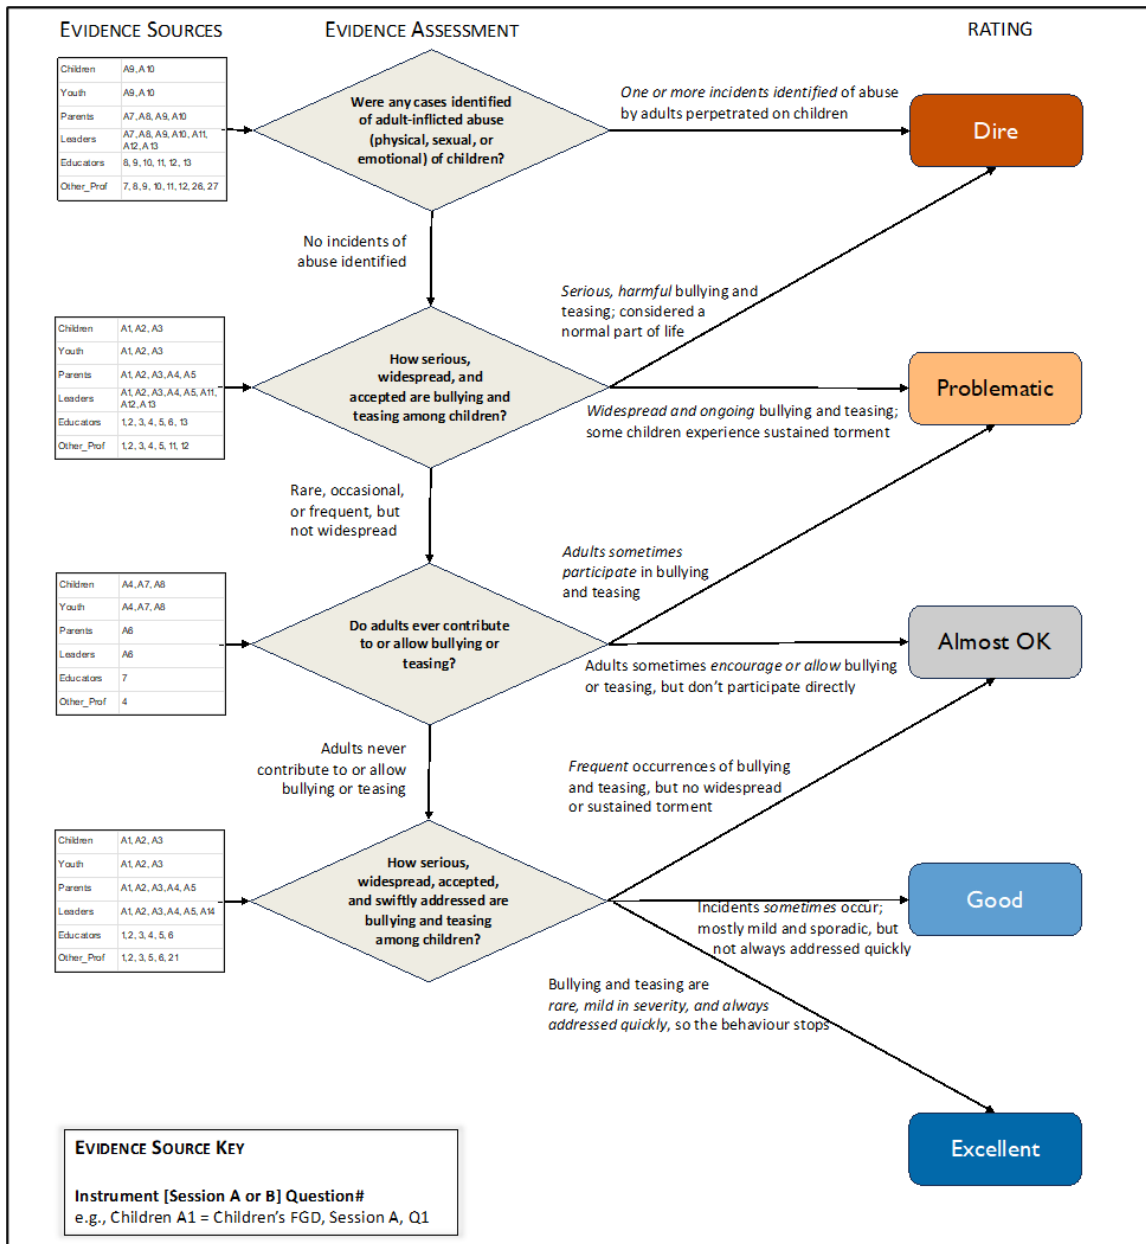 EVIDENCE SOURCES
EVIDENCE ASSESSMENT
RATING
Children A9, A10
Youth A9, A10
Parents A7, A8, A9, A10
Leaders A7, A8, A9, A10, A11,
A12, A13
Educators 8, 9, 10, 11, 12, 13
Other_Prof 7, 8, 9, 10, 11, 12, 26, 27
Were any cases identified
of adult-inflicted abuse
(physical, sexual, or
emotional) of children?
One or more incidents identified of abuse
by adults perpetrated on children
Dire
No incidents of
abuse identified
Serious, harmful bullying and
teasing; considered a
normal part of life
Children A1, A2, A3
Youth A1, A2, A3
Parents A1, A2, A3, A4, A5
Leaders A1, A2, A3, A4, A5, A11,
A12, A13
Educators 1, 2, 3, 4, 5, 6, 13
Other_Prof 1, 2, 3, 4, 5, 11, 12
How serious,
widespread, and
accepted are bullying and
teasing among children?
Problematic
Widespread and ongoing bullying and teasing;
some children experience sustained torment
Rare, occasional,
or frequent, but
not widespread
Adults sometimes
participate in bullying
and teasing
Children A4, A7, A8
Youth A4, A7, A8
Parents A6
Leaders A6
Educators 7
Other_Prof 4
Do adults ever contribute
to or allow bullying or
teasing?
Almost OK
Adults sometimes encourage or allow bullying
or teasing, but don't participate directly
Adults never
contribute to or allow
bullying or teasing
Frequent occurrences of bullying
and teasing, but no widespread
or sustained torment
Children A1, A2, A3
Youth A1, A2, A3
Parents A1, A2, A3, A4, A5
Leaders A1, A2, A3, A4, A5, A14
Educators 1, 2, 3, 4, 5, 6
Other_Prof 1, 2, 3, 5, 6, 21
How serious,
widespread, accepted,
and swiftly addressed are
bullying and teasing
among children?
Good
Incidents sometimes occur;
mostly mild and sporadic, but
not always addressed quickly
Bullying and teasing are
rare, mild in severity, and always
addressed quickly, so the behaviour stops
Excellent
EVIDENCE SOURCE KEY
Instrument [Session A or B] Question#
e.g., Children A1 = Children's FGD, Session A, Q1